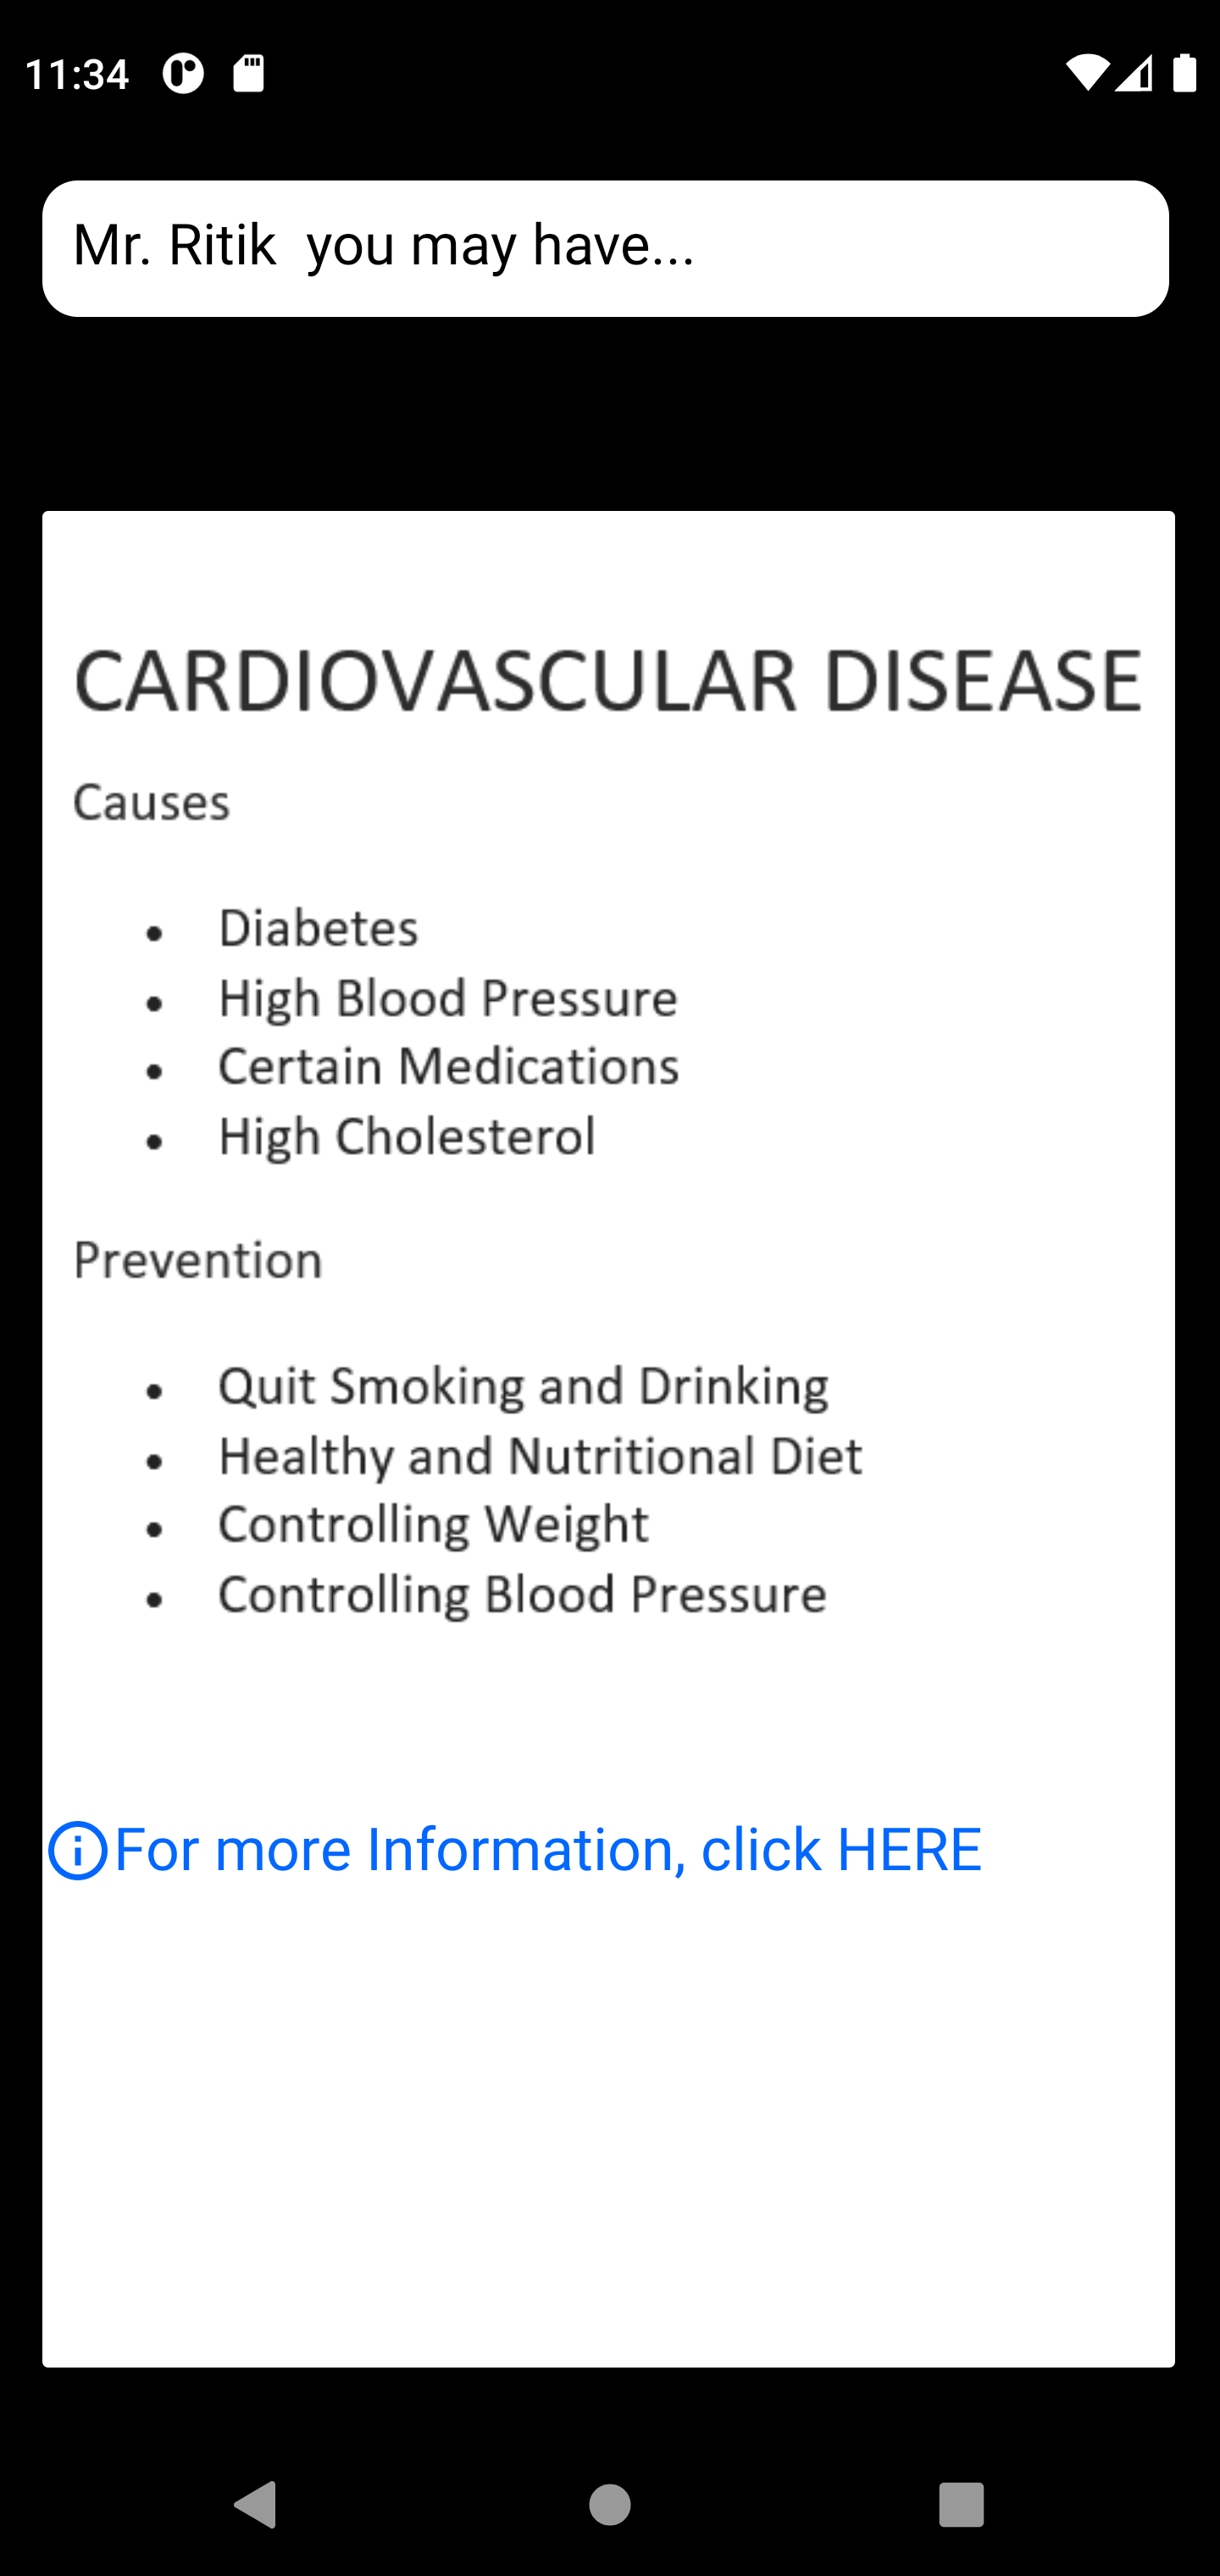 11:34
Mr. Ritik  you may have...
CARDIOVASCULAR DISEASE
Causes
• Diabetes
• High Blood Pressure
• Certain Medications
• High Cholesterol
Prevention
• Quit Smoking and Drinking
• Healthy and Nutritional Diet
• Controlling Weight
• Controlling Blood Pressure
For more Information, click HERE